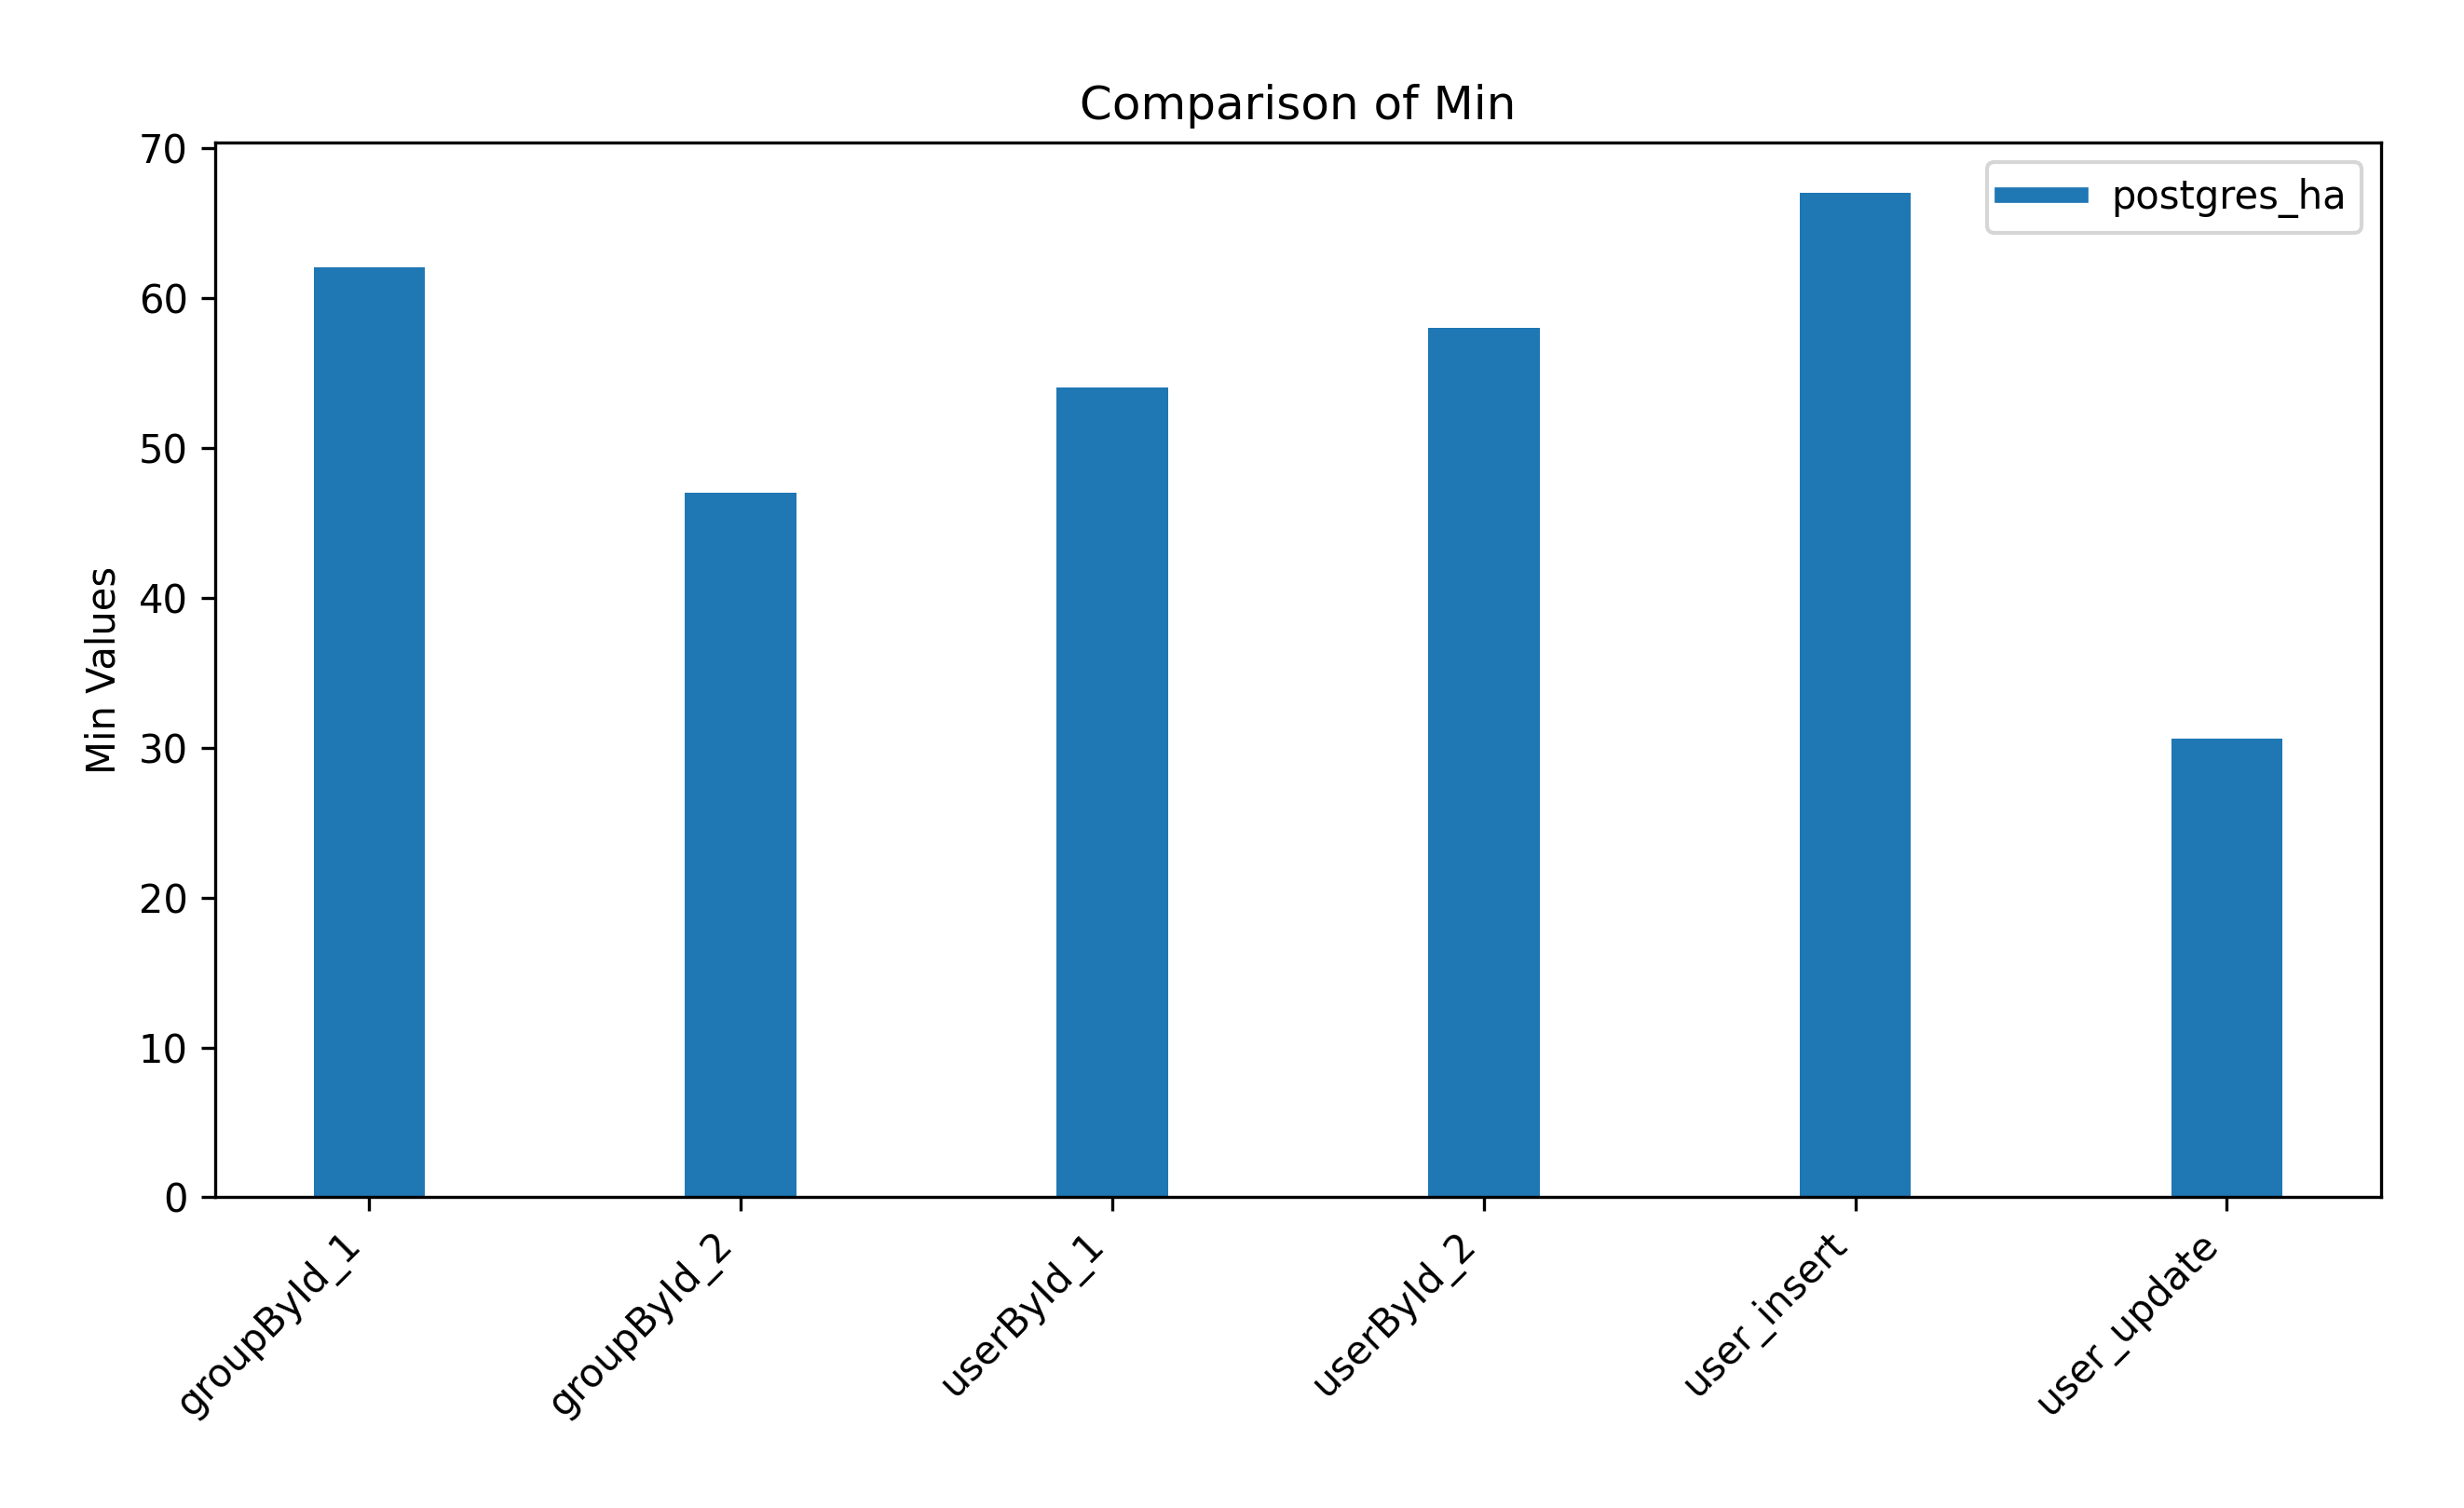 Comparison of Min
postgres_ha
Min Values
70
60
50
40
30
20
10
0
groupById_1
groupById_2
userById_1
userById_2
user_insert
user_update